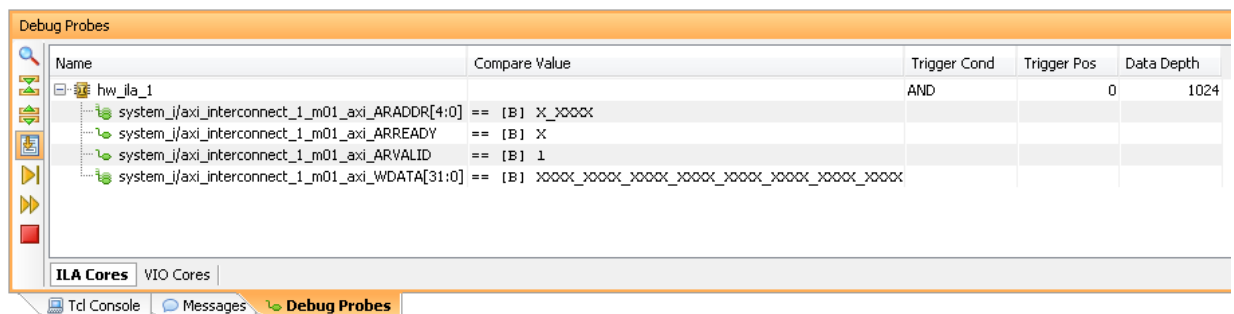 Debug Probes
Name Compare Value Trigger Cond Trigger Pos Data Depth
hw_ila_1 AND 0 1024
system_i/axi_interconnect_1_m01_axi_ARADDR[4:0] == [B] X_XXXX
system_i/axi_interconnect_1_m01_axi_ARREADY == [B] X
system_i/axi_interconnect_1_m01_axi_ARVALID == [B] 1
system_i/axi_interconnect_1_m01_axi_WDATA[31:0] == [B] XXXX_XXXX_XXXX_XXXX_XXXX_XXXX_XXXX_XXXX
ILA Cores VIO Cores
Tcl Console Messages Debug Probes